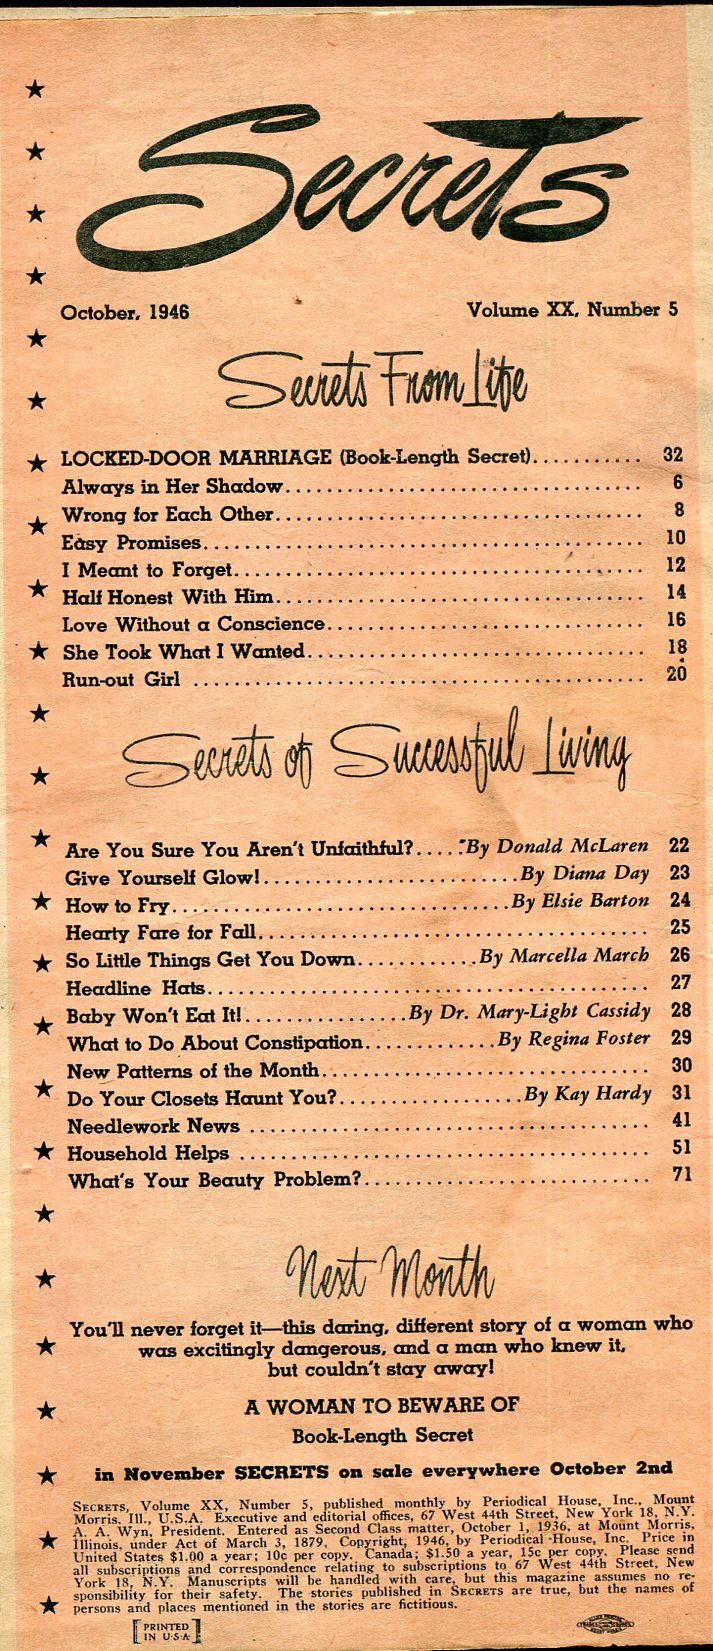 Secrets
October, 1946 Volume XX, Number 5
Secrets From Life
LOCKED-DOOR MARRIAGE (Book-Length Secret)........... 32
Always in Her Shadow.................................... 6
Wrong for Each Other..................................... 8
Easy Promises............................................ 10
I Meant to Forget......................................... 12
Half Honest With Him..................................... 14
Love Without a Conscience................................ 16
She Took What I Wanted.................................. 18
Run-out Girl ............................................. 20
Secrets of Successful Living
Are You Sure You Aren't Unfaithful?.....By Donald McLaren 22
Give Yourself Glow!..........................By Diana Day 23
How to Fry..................................By Elsie Barton 24
Hearty Fare for Fall....................................... 25
So Little Things Get You Down............By Marcella March 26
Headline Hats............................................ 27
Baby Won't Eat It!................By Dr. Mary-Light Cassidy 28
What to Do About Constipation.............By Regina Foster 29
New Patterns of the Month................................. 30
Do Your Closets Haunt You?...................By Kay Hardy 31
Needlework News ........................................ 41
Household Helps ......................................... 51
What's Your Beauty Problem?............................. 71
Next Month
You'll never forget it—this daring, different story of a woman who
was excitingly dangerous, and a man who knew it,
but couldn't stay away!
A WOMAN TO BEWARE OF
Book-Length Secret
in November SECRETS on sale everywhere October 2nd
SECRETS, Volume XX, Number 5, published monthly by Periodical House, Inc., Mount
Morris, Ill., U.S.A. Executive and editorial offices, 67 West 44th Street, New York 18, N.Y.
A. A. Wyn, President. Entered as Second Class matter, October 1, 1936, at Mount Morris,
Illinois, under Act of March 3, 1879. Copyright, 1946, by Periodical House, Inc. Price in
United States $1.00 a year; 10c per copy. Canada; $1.50 a year, 15c per copy. Please send
all subscriptions and correspondence relating to subscriptions to 67 West 44th Street, New
York 18, N.Y. Manuscripts will be handled with care, but this magazine assumes no re-
sponsibility for their safety. The stories published in SECRETS are true, but the names of
persons and places mentioned in the stories are fictitious.
PRINTED
IN U·S·A